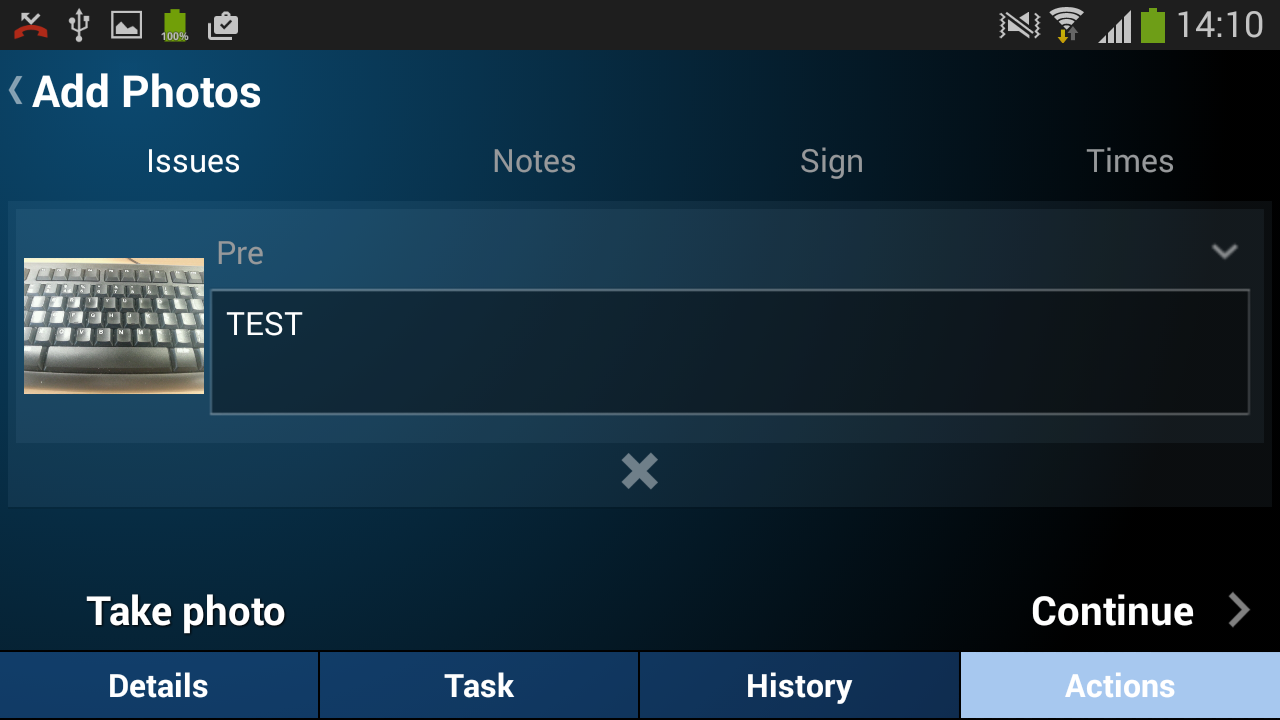 100%
14:10
Add Photos
Issues Notes Sign Times
Pre
TEST
Take photo Continue
Details Task History Actions